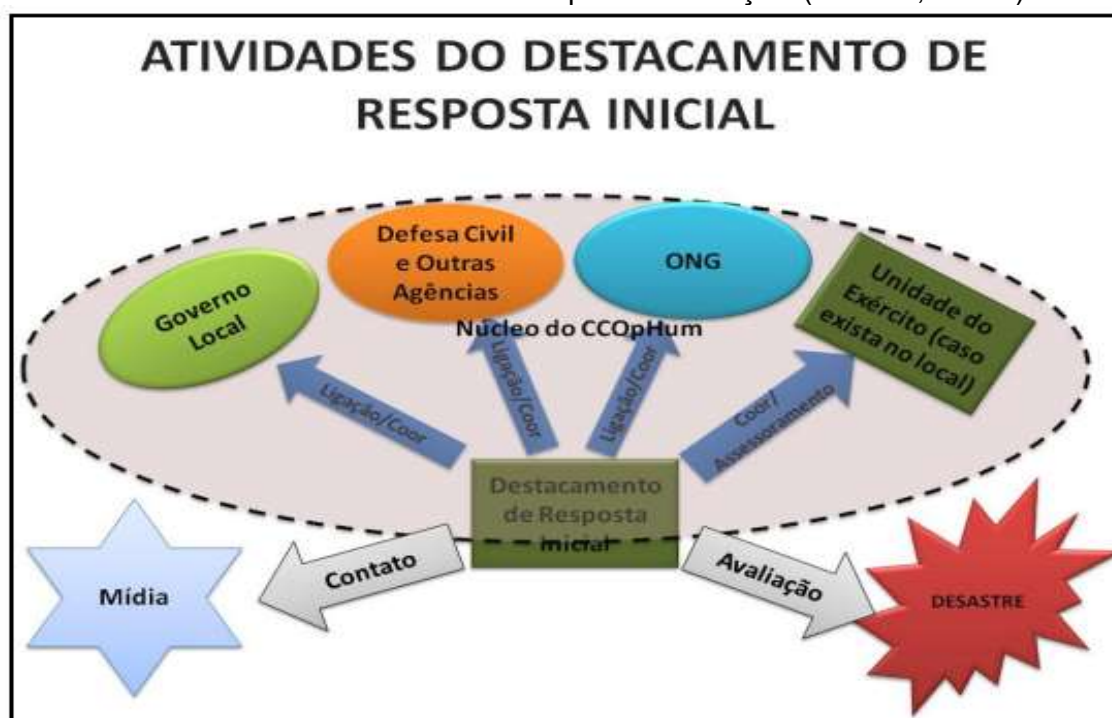 ATIVIDADES DO DESTACAMENTO DE
RESPOSTA INICIAL
Governo
Local
Defesa Civil
e Outras
Agências
ONG
Unidade do
Exército (caso
exista no local)
Núcleo do CCOpHum
Ligação/Coor
Ligação/Coor
Ligação/Coor
Coor/
Assessoramento
Destacamento
de Resposta
Inicial
Mídia
Contato
Avaliação
DESASTRE